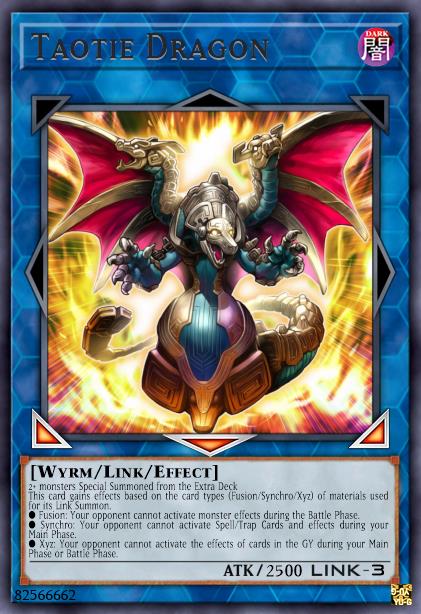 Taotie Dragon
DARK
闇
[Wyrm/Link/Effect]
2+ monsters Special Summoned from the Extra Deck
This card gains effects based on the card types (Fusion/Synchro/Xyz) of materials used
for its Link Summon.
● Fusion: Your opponent cannot activate monster effects during the Battle Phase.
● Synchro: Your opponent cannot activate Spell/Trap Cards and effects during your
Main Phase.
● Xyz: Your opponent cannot activate the effects of cards in the GY during your Main
Phase or Battle Phase.
ATK/2500 LINK-3
82566662